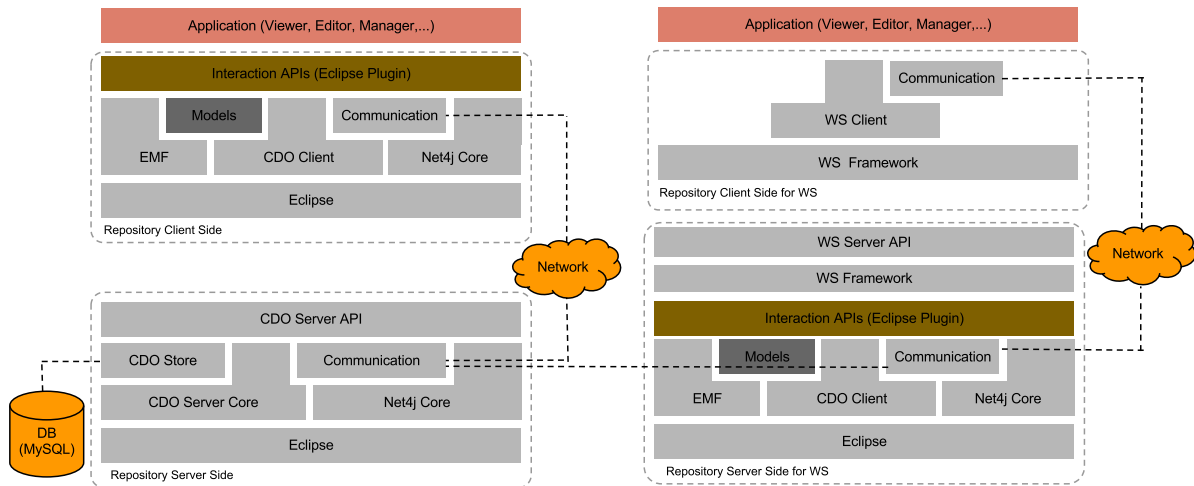 Application (Viewer, Editor, Manager,...)
Interaction APIs (Eclipse Plugin)
Models
Communication
EMF
CDO Client
Net4j Core
Eclipse
Repository Client Side
Network
CDO Server API
CDO Store
Communication
CDO Server Core
Net4j Core
Eclipse
Repository Server Side
DB
(MySQL)
Application (Viewer, Editor, Manager,...)
Communication
WS Client
WS  Framework
Repository Client Side for WS
Network
WS Server API
WS Framework
Interaction APIs (Eclipse Plugin)
Models
Communication
EMF
CDO Client
Net4j Core
Eclipse
Repository Server Side for WS